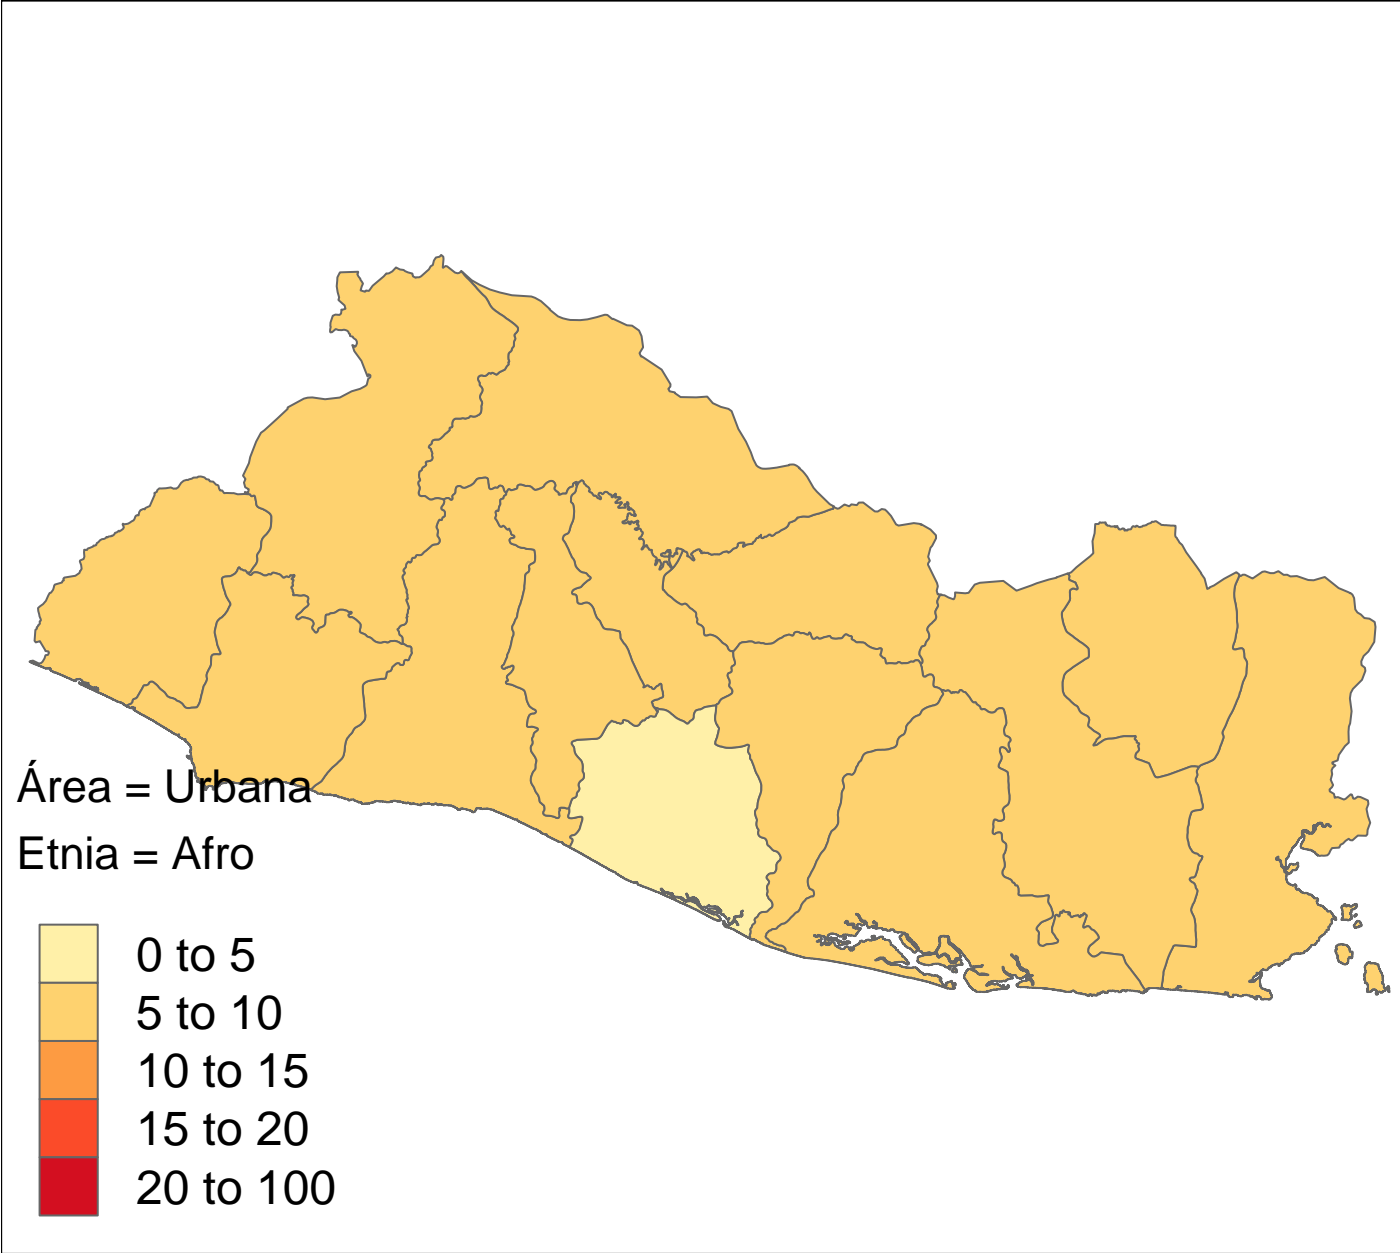 Área = Urbana
Etnia = Afro
0 to 5
5 to 10
10 to 15
15 to 20
20 to 100